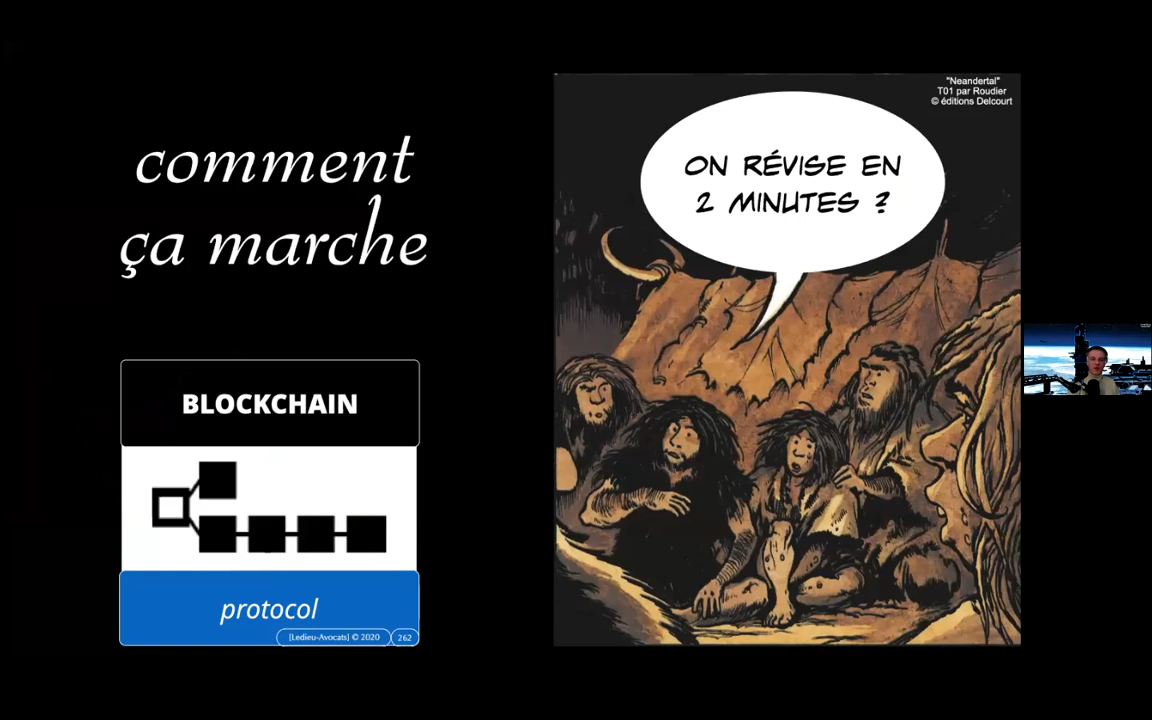 comment
ça marche
BLOCKCHAIN
protocol
[Ledieu-Avocats] © 2020
262
"Neandertal"
T01 par Roudier
© éditions Delcourt
ON RÉVISE EN
2 MINUTES ?